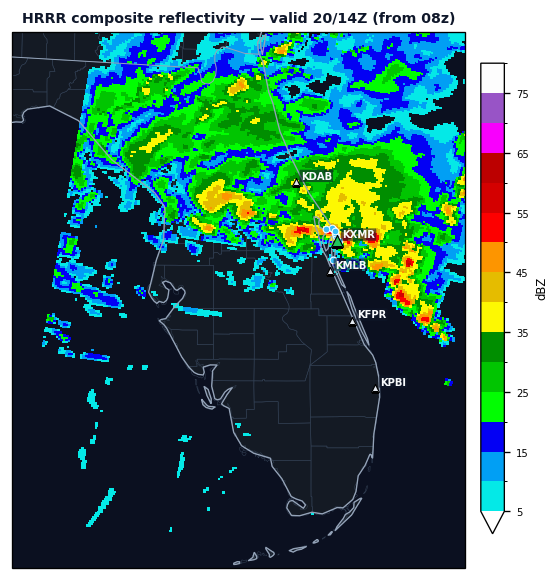 HRRR composite reflectivity — valid 20/14Z (from 08z)
KDAB
KXMR
KMLB
KFPR
KPBI
75
65
55
45
35
25
15
5
dBZ